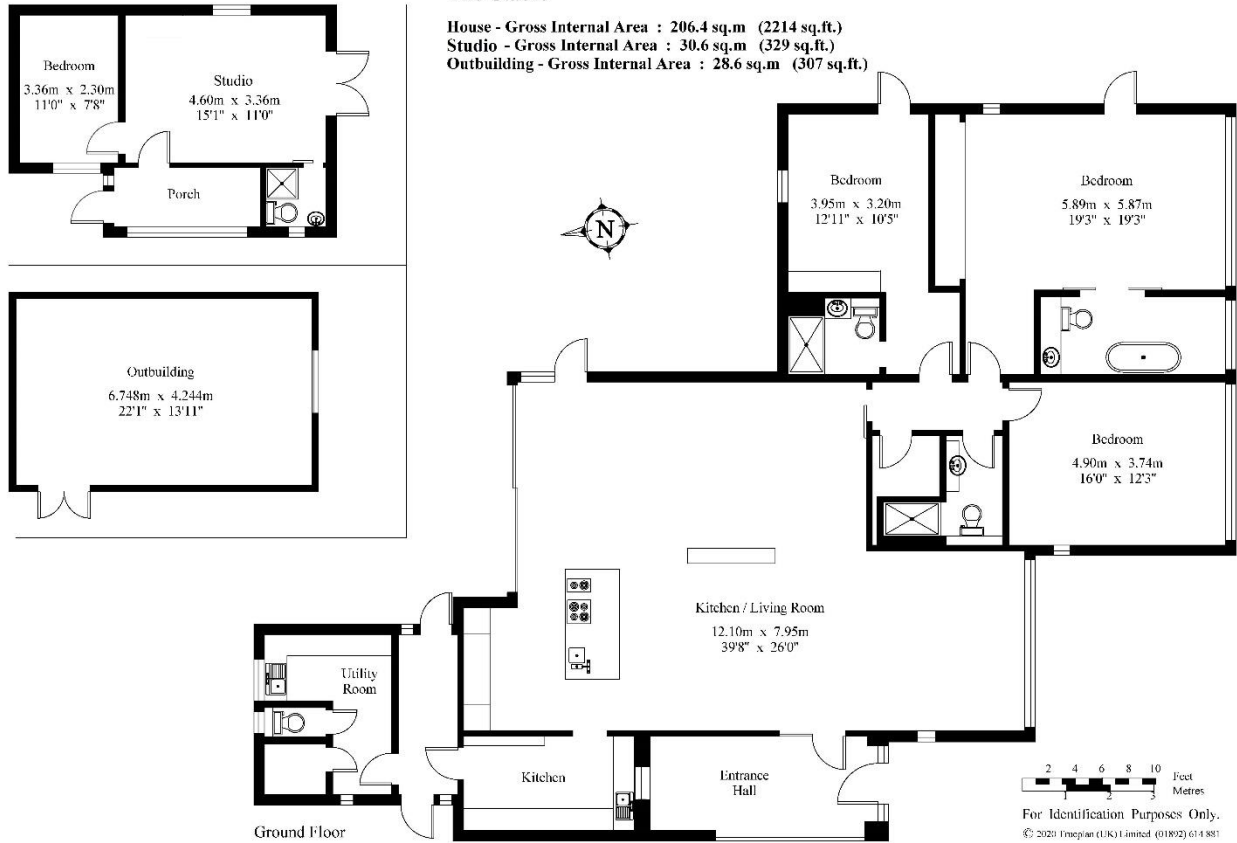 House - Gross Internal Area : 206.4 sq.m (2214 sq.ft.)
Studio - Gross Internal Area : 30.6 sq.m (329 sq.ft.)
Outbuilding - Gross Internal Area : 28.6 sq.m (307 sq.ft.)
Bedroom
3.36m x 2.30m
11'0" x 7'8"
Studio
4.60m x 3.36m
15'1" x 11'0"
Porch
N
Bedroom
3.95m x 3.20m
12'11" x 10'5"
Bedroom
5.89m x 5.87m
19'3" x 19'3"
Outbuilding
6.748m x 4.244m
22'1" x 13'11"
Bedroom
4.90m x 3.74m
16'0" x 12'3"
Kitchen / Living Room
12.10m x 7.95m
39'8" x 26'0"
Utility
Room
Kitchen
Entrance
Hall
2 4 6 8 10 Feet
1 2 3 Metres
For Identification Purposes Only.
© 2020 Trueplan (UK) Limited (01892) 614 881
Ground Floor